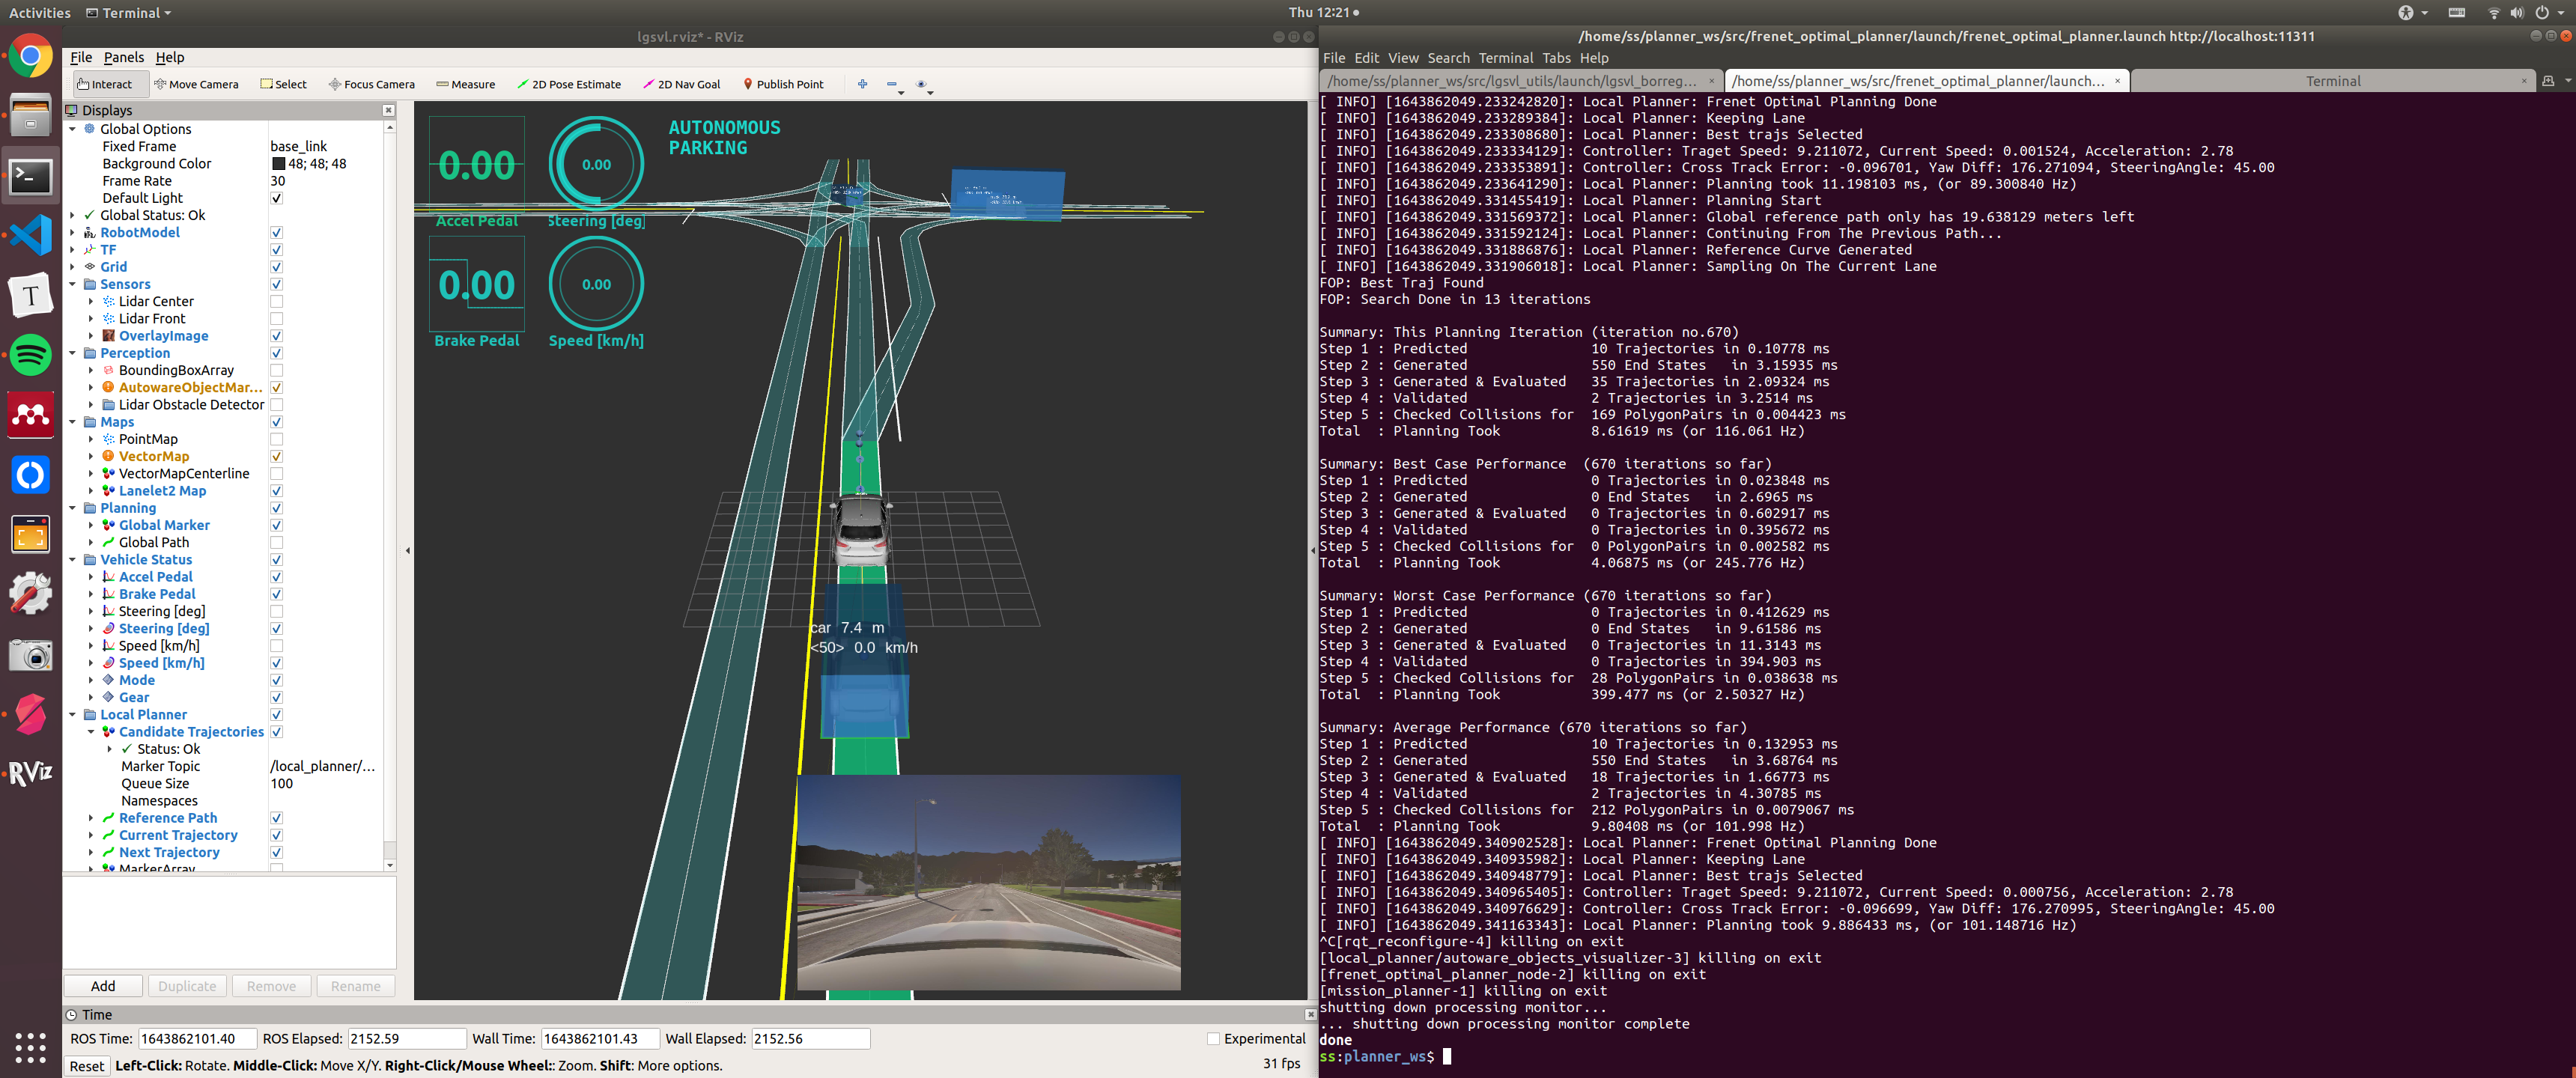 Activities
Terminal
Thu 12:21
lgsvl.rviz* - RViz
File Panels Help
Interact Move Camera Select Focus Camera Measure 2D Pose Estimate 2D Nav Goal Publish Point
Displays
Global Options
Fixed Frame base_link
Background Color 48; 48; 48
Frame Rate 30
Default Light
Global Status: Ok
RobotModel
TF
Grid
Sensors
Lidar Center
Lidar Front
OverlayImage
Perception
BoundingBoxArray
AutowareObjectMar...
Lidar Obstacle Detector
Maps
PointMap
VectorMap
VectorMapCenterline
Lanelet2 Map
Planning
Global Marker
Global Path
Vehicle Status
Accel Pedal
Brake Pedal
Steering [deg]
Steering [deg]
Speed [km/h]
Speed [km/h]
Mode
Gear
Local Planner
Candidate Trajectories
Status: Ok
Marker Topic /local_planner/...
Queue Size 100
Namespaces
Reference Path
Current Trajectory
Next Trajectory
MarkerArray
Add Duplicate Remove Rename
0.00
Accel Pedal
0.00
Steering [deg]
AUTONOMOUS
PARKING
0.00
Brake Pedal
0.00
Speed [km/h]
car 7.4 m
<50> 0.0 km/h
Time
ROS Time: 1643862101.40 ROS Elapsed: 2152.59 Wall Time: 1643862101.43 Wall Elapsed: 2152.56 Experimental
Reset Left-Click: Rotate. Middle-Click: Move X/Y. Right-Click/Mouse Wheel:: Zoom. Shift: More options. 31 fps
RViz
T
/home/ss/planner_ws/src/frenet_optimal_planner/launch/frenet_optimal_planner.launch http://localhost:11311
File Edit View Search Terminal Tabs Help
/home/ss/planner_ws/src/lgsvl_utils/launch/lgsvl_borreg... × /home/ss/planner_ws/src/frenet_optimal_planner/launch... × Terminal ×
[ INFO] [1643862049.233242820]: Local Planner: Frenet Optimal Planning Done
[ INFO] [1643862049.233289384]: Local Planner: Keeping Lane
[ INFO] [1643862049.233308680]: Local Planner: Best trajs Selected
[ INFO] [1643862049.233334129]: Controller: Traget Speed: 9.211072, Current Speed: 0.001524, Acceleration: 2.78
[ INFO] [1643862049.233353891]: Controller: Cross Track Error: -0.096701, Yaw Diff: 176.271094, SteeringAngle: 45.00
[ INFO] [1643862049.233641290]: Local Planner: Planning took 11.198103 ms, (or 89.300840 Hz)
[ INFO] [1643862049.331455419]: Local Planner: Planning Start
[ INFO] [1643862049.331569372]: Local Planner: Global reference path only has 19.638129 meters left
[ INFO] [1643862049.331592124]: Local Planner: Continuing From The Previous Path...
[ INFO] [1643862049.331886876]: Local Planner: Reference Curve Generated
[ INFO] [1643862049.331906018]: Local Planner: Sampling On The Current Lane
FOP: Best Traj Found
FOP: Search Done in 13 iterations
Summary: This Planning Iteration (iteration no.670)
Step 1 : Predicted 10 Trajectories in 0.10778 ms
Step 2 : Generated 550 End States in 3.15935 ms
Step 3 : Generated & Evaluated 35 Trajectories in 2.09324 ms
Step 4 : Validated 2 Trajectories in 3.2514 ms
Step 5 : Checked Collisions for 169 PolygonPairs in 0.004423 ms
Total : Planning Took 8.61619 ms (or 116.061 Hz)
Summary: Best Case Performance (670 iterations so far)
Step 1 : Predicted 0 Trajectories in 0.023848 ms
Step 2 : Generated 0 End States in 2.6965 ms
Step 3 : Generated & Evaluated 0 Trajectories in 0.602917 ms
Step 4 : Validated 0 Trajectories in 0.395672 ms
Step 5 : Checked Collisions for 0 PolygonPairs in 0.002582 ms
Total : Planning Took 4.06875 ms (or 245.776 Hz)
Summary: Worst Case Performance (670 iterations so far)
Step 1 : Predicted 0 Trajectories in 0.412629 ms
Step 2 : Generated 0 End States in 9.61586 ms
Step 3 : Generated & Evaluated 0 Trajectories in 11.3143 ms
Step 4 : Validated 0 Trajectories in 394.903 ms
Step 5 : Checked Collisions for 28 PolygonPairs in 0.038638 ms
Total : Planning Took 399.477 ms (or 2.50327 Hz)
Summary: Average Performance (670 iterations so far)
Step 1 : Predicted 10 Trajectories in 0.132953 ms
Step 2 : Generated 550 End States in 3.68764 ms
Step 3 : Generated & Evaluated 18 Trajectories in 1.66773 ms
Step 4 : Validated 2 Trajectories in 4.30785 ms
Step 5 : Checked Collisions for 212 PolygonPairs in 0.0079067 ms
Total : Planning Took 9.80408 ms (or 101.998 Hz)
[ INFO] [1643862049.340902528]: Local Planner: Frenet Optimal Planning Done
[ INFO] [1643862049.340935982]: Local Planner: Keeping Lane
[ INFO] [1643862049.340948779]: Local Planner: Best trajs Selected
[ INFO] [1643862049.340965405]: Controller: Traget Speed: 9.211072, Current Speed: 0.000756, Acceleration: 2.78
[ INFO] [1643862049.340976629]: Controller: Cross Track Error: -0.096699, Yaw Diff: 176.270995, SteeringAngle: 45.00
[ INFO] [1643862049.341163343]: Local Planner: Planning took 9.886433 ms, (or 101.148716 Hz)
^C[rqt_reconfigure-4] killing on exit
[local_planner/autoware_objects_visualizer-3] killing on exit
[frenet_optimal_planner_node-2] killing on exit
[mission_planner-1] killing on exit
shutting down processing monitor...
... shutting down processing monitor complete
done
ss:planner_ws$